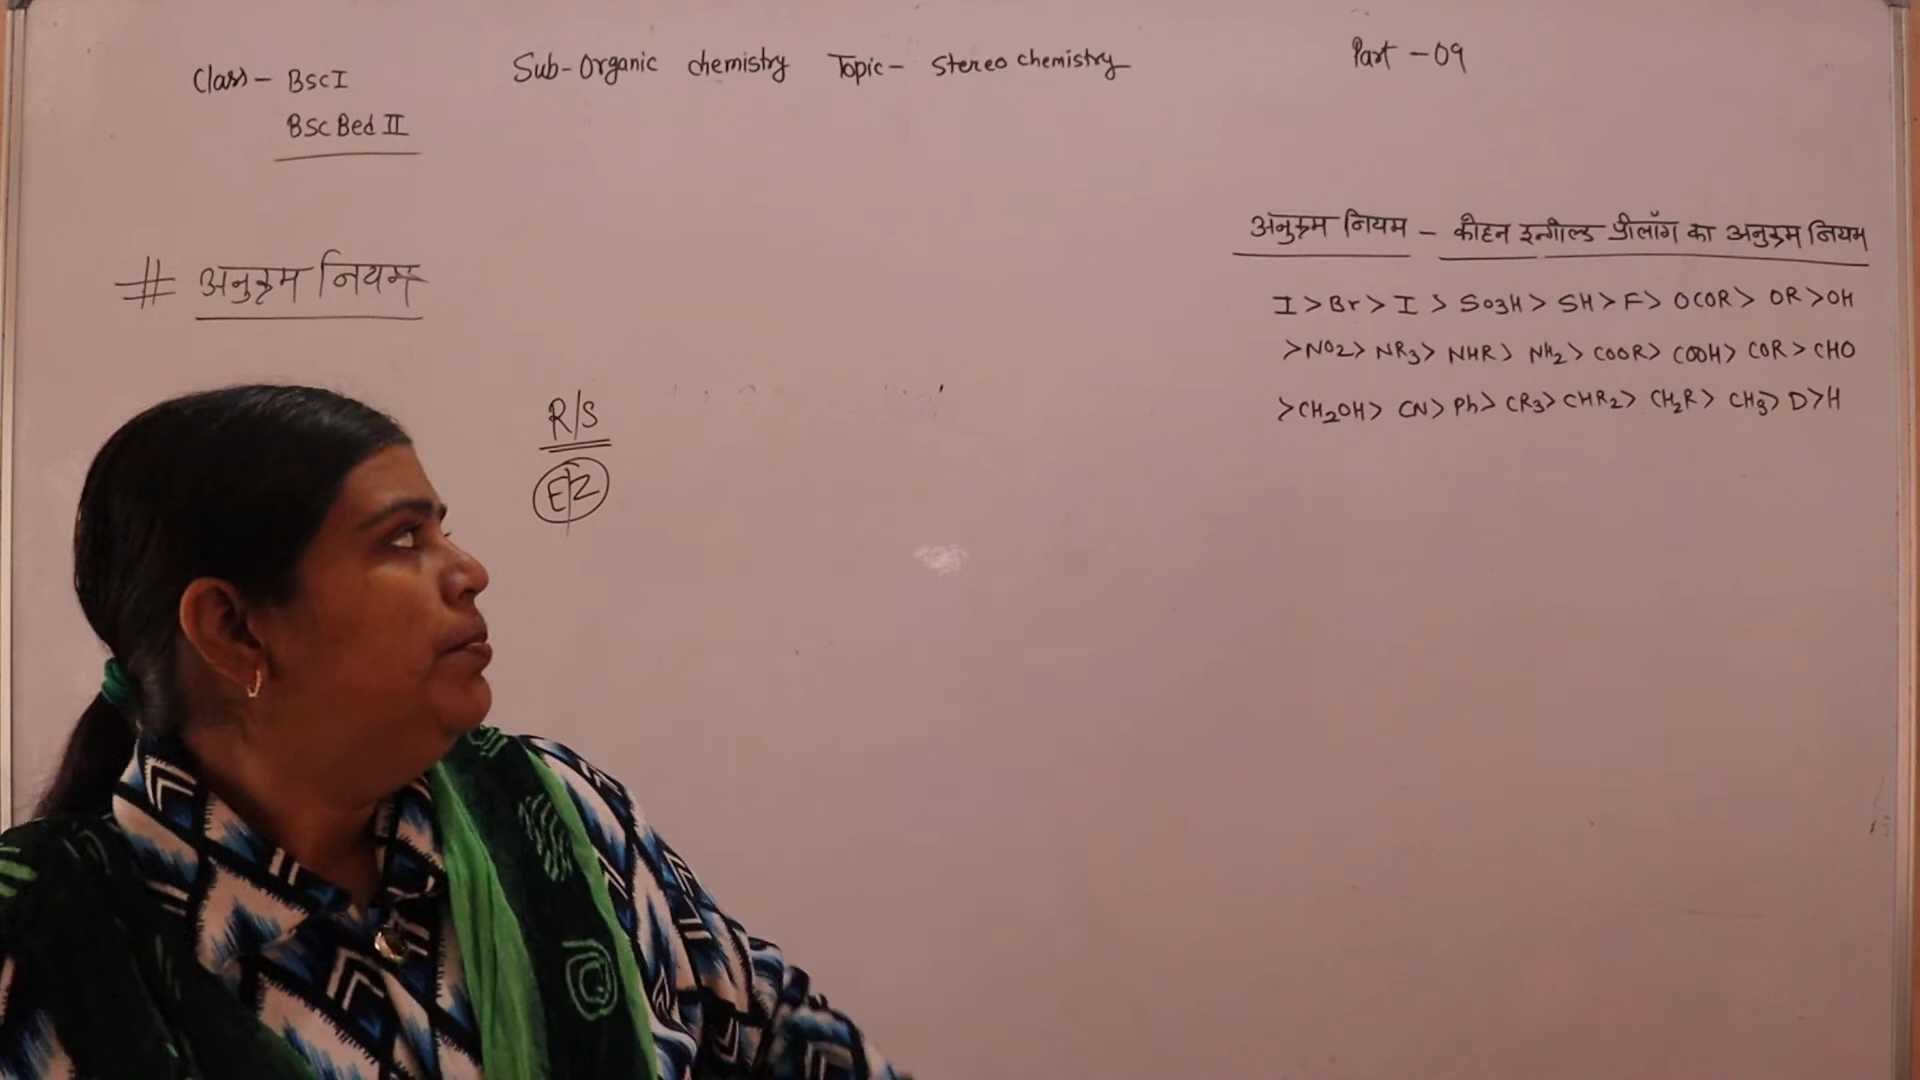 Class - BSc I
BSc Bed II
Sub - Organic chemistry Topic - Stereo chemistry
Part - 09
# अनुक्रम नियम
R/S
E/Z
अनुक्रम नियम - कौहन इन्गोल्ड प्रीलॉग का अनुक्रम नियम
I > Br > I > SO3H > SH > F > OCOR > OR > OH
> NO2 > NR3 > NHR > NH2 > COOR > COOH > COR > CHO
> CH2OH > CN > Ph > CR3 > CHR2 > CH2R > CH3 > D > H